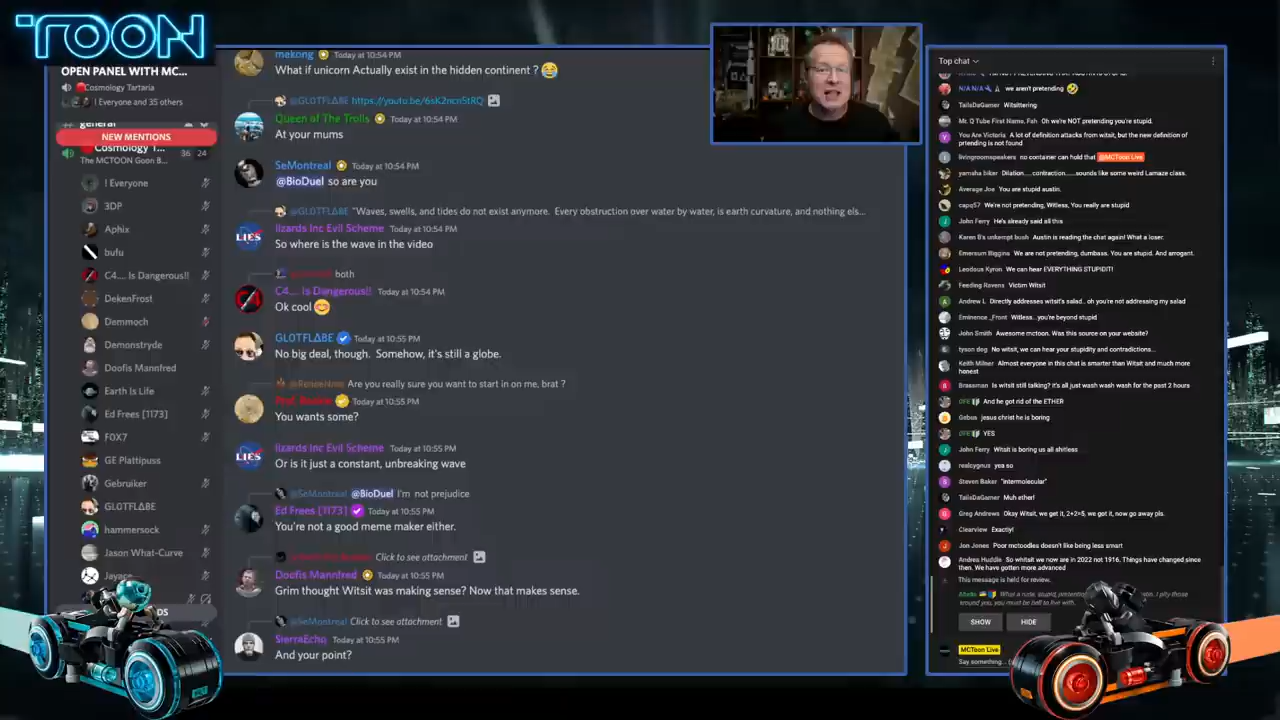 TOON
OPEN PANEL WITH MC...
Cosmology Tartaria
! Everyone and 35 others
general
NEW MENTIONS
Cosmology T...
36 24
The MCTOON Goon B...
! Everyone
3DP
Aphix
bufu
C4.... Is Dangerous!!
DekenFrost
Demmoch
Demonstryde
Doofis Mannfred
Earth Is Life
Ed Frees [1173]
F0X7
GE Plattipuss
Gebruiker
GLOTFLΔBE
hammersock
Jason What-Curve
Jayare
DS
mekong Today at 10:54 PM
What if unicorn Actually exist in the hidden continent ? 😂
@GLOTFLΔBE https://youtu.be/6sK2ncn5tRQ
Queen of The Trolls Today at 10:54 PM
At your mums
SeMontreal Today at 10:54 PM
@BioDuel so are you
@GLOTFLΔBE "Waves, swells, and tides do not exist anymore. Every obstruction over water by water, is earth curvature, and nothing els...
lizards Inc Evil Scheme Today at 10:54 PM
LIES
So where is the wave in the video
both
C4.... Is Dangerous!! Today at 10:54 PM
Ok cool 😊
GLOTFLΔBE Today at 10:55 PM
No big deal, though. Somehow, it's still a globe.
@ReneeNow Are you really sure you want to start in on me, brat ?
Today at 10:55 PM
You wants some?
lizards Inc Evil Scheme Today at 10:55 PM
LIES
Or is it just a constant, unbreaking wave
@SeMontreal @BioDuel I'm not prejudice
Ed Frees [1173] Today at 10:55 PM
You're not a good meme maker either.
Click to see attachment
Doofis Mannfred Today at 10:55 PM
Grim thought Witsit was making sense? Now that makes sense.
@SeMontreal Click to see attachment
SierraEcho Today at 10:55 PM
And your point?
Top chat
N/A N/A we aren't pretending 🤣
TailsDaGamer Witsittering
Mr. Q Tube First Name, Fah Oh we're NOT pretending you're stupid.
You Are Victoria A lot of definition attacks from witsit, but the new definition of
prtending is not found
livingroomspeakers no container can hold that @MCToon Live
yamaha biker Dilation.....contraction......sounds like some weird Lamaze class.
Average Joe You are stupid austin.
capq57 We're not pretending, Witless, You really are stupid
John Ferry He's already said all this
Karen B's unkempt bush Austin is reading the chat again! What a loser.
Emersum Biggins We are not pretending, dumbass. You are stupid. And arrogant.
Leodous Kyron We can hear EVERYTHING STUPID!T!
Feeding Ravens Victim Witsit
Andrew L Directly addresses witsit's salad.. oh you're not addressing my salad
Eminence _Front Witless...you're beyond stupid
John Smith Awesome mctoon. Was this source on your website?
tyson dog No witsit, we can hear your stupidity and contradictions...
Keith Milner Almost everyone in this chat is smarter than Witsit and much more
honest
Brassman Is witsit still talking? it's all just wash wash wash for the past 2 hours
And he got rid of the ETHER
Gabus jesus christ he is boring
YES
John Ferry Witsit is boring us all shitless
realcygnus yea so
Steven Baker "intermolecular"
TailsDaGamer Muh ether!
Greg Andrews Okay Witsit, we get it, 2+2=5, we got it, now go away pls.
Clearview Exactly!
Jon Jones Poor mctoodles doesn't like being less smart
Andrea Huddle So whitsit we now are in 2022 not 1916. Things have changed since
then. We have gotten more advanced
This message is held for review.
SHOW HIDE
MCToon Live
Say something...